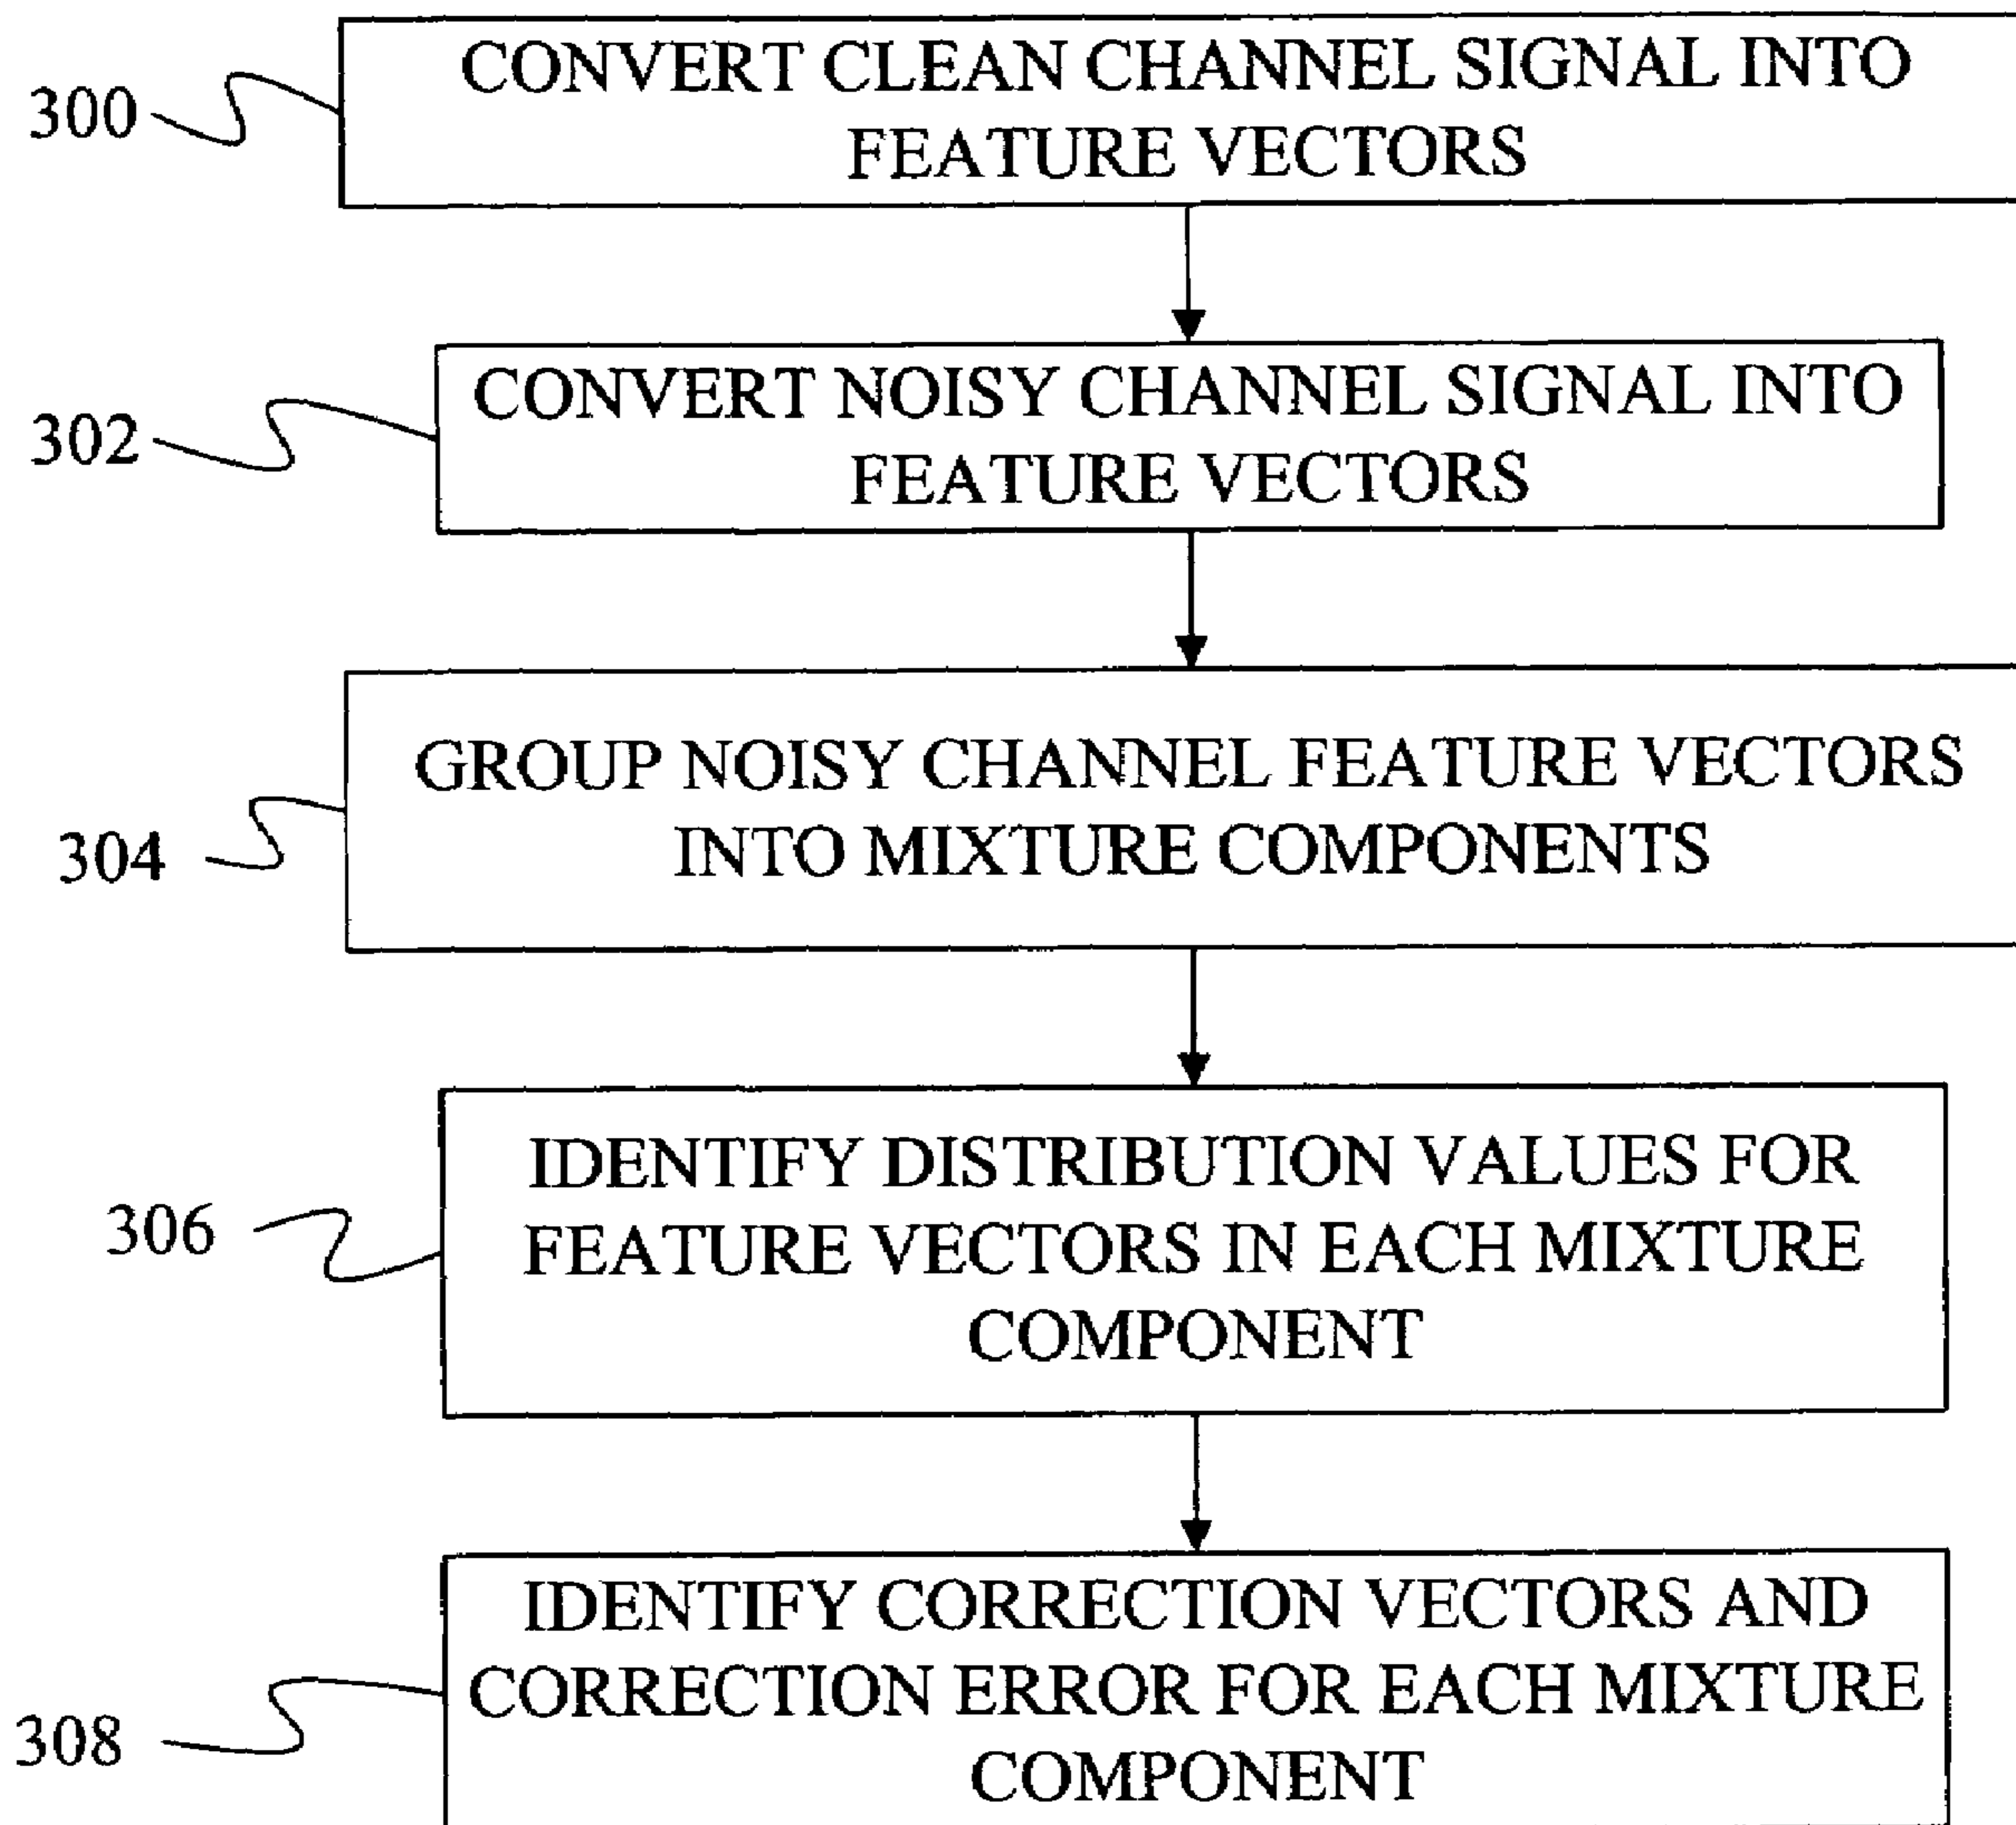 300
CONVERT CLEAN CHANNEL SIGNAL INTO
FEATURE VECTORS
302
CONVERT NOISY CHANNEL SIGNAL INTO
FEATURE VECTORS
304
GROUP NOISY CHANNEL FEATURE VECTORS
INTO MIXTURE COMPONENTS
306
IDENTIFY DISTRIBUTION VALUES FOR
FEATURE VECTORS IN EACH MIXTURE
COMPONENT
308
IDENTIFY CORRECTION VECTORS AND
CORRECTION ERROR FOR EACH MIXTURE
COMPONENT